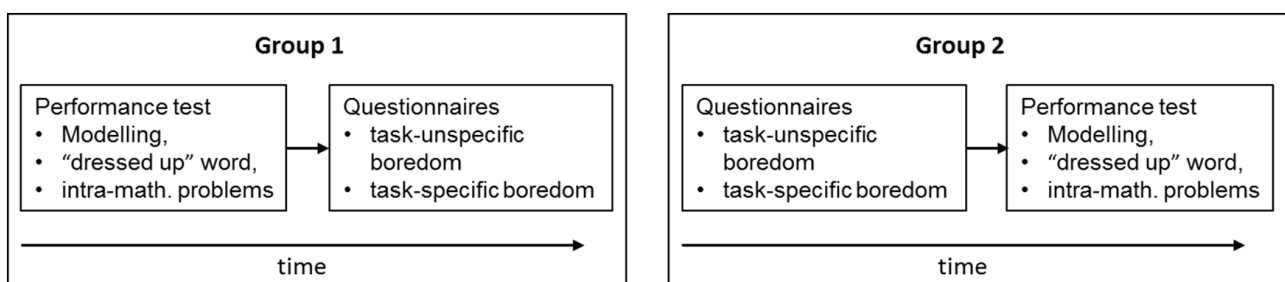 Group 1
Performance test
• Modelling,
• “dressed up” word,
• intra-math. problems
Questionnaires
• task-unspecific
boredom
• task-specific boredom
time
Group 2
Questionnaires
• task-unspecific
boredom
• task-specific boredom
Performance test
• Modelling,
• “dressed up” word,
• intra-math. problems
time